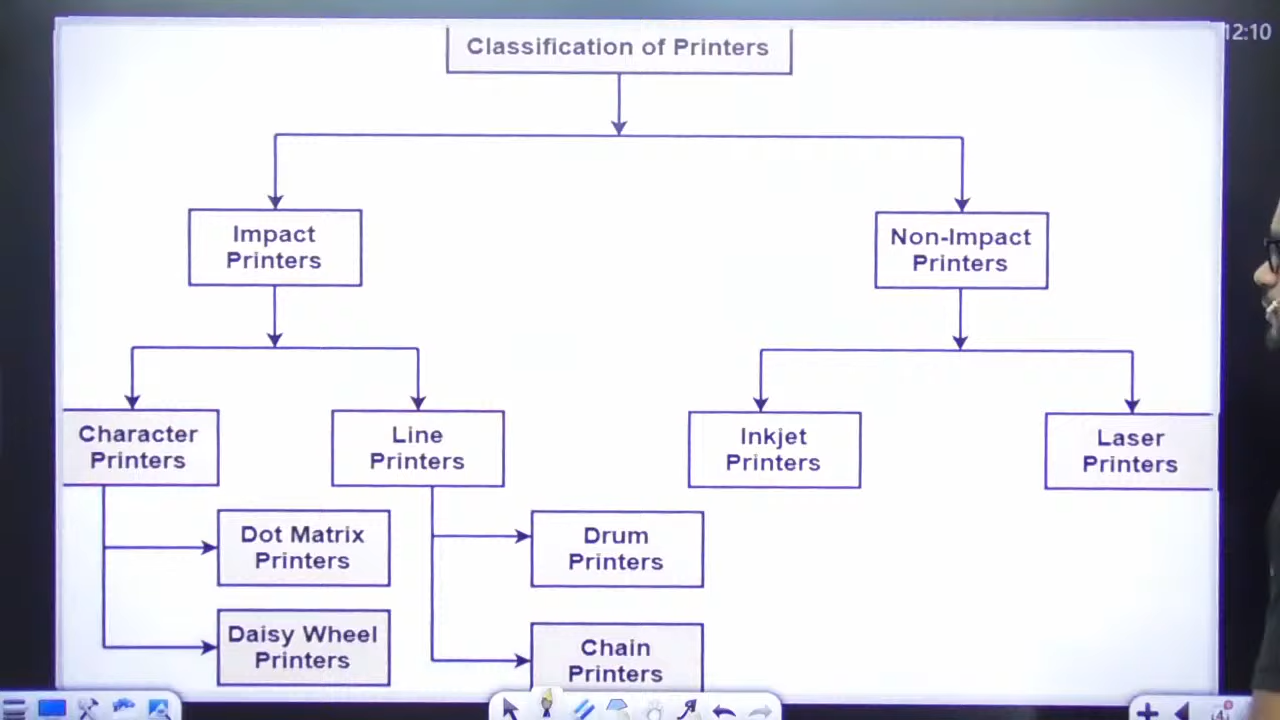 Classification of Printers
12:10
Impact
Printers
Non-Impact
Printers
Character
Printers
Line
Printers
Inkjet
Printers
Laser
Printers
Dot Matrix
Printers
Drum
Printers
Daisy Wheel
Printers
Chain
Printers